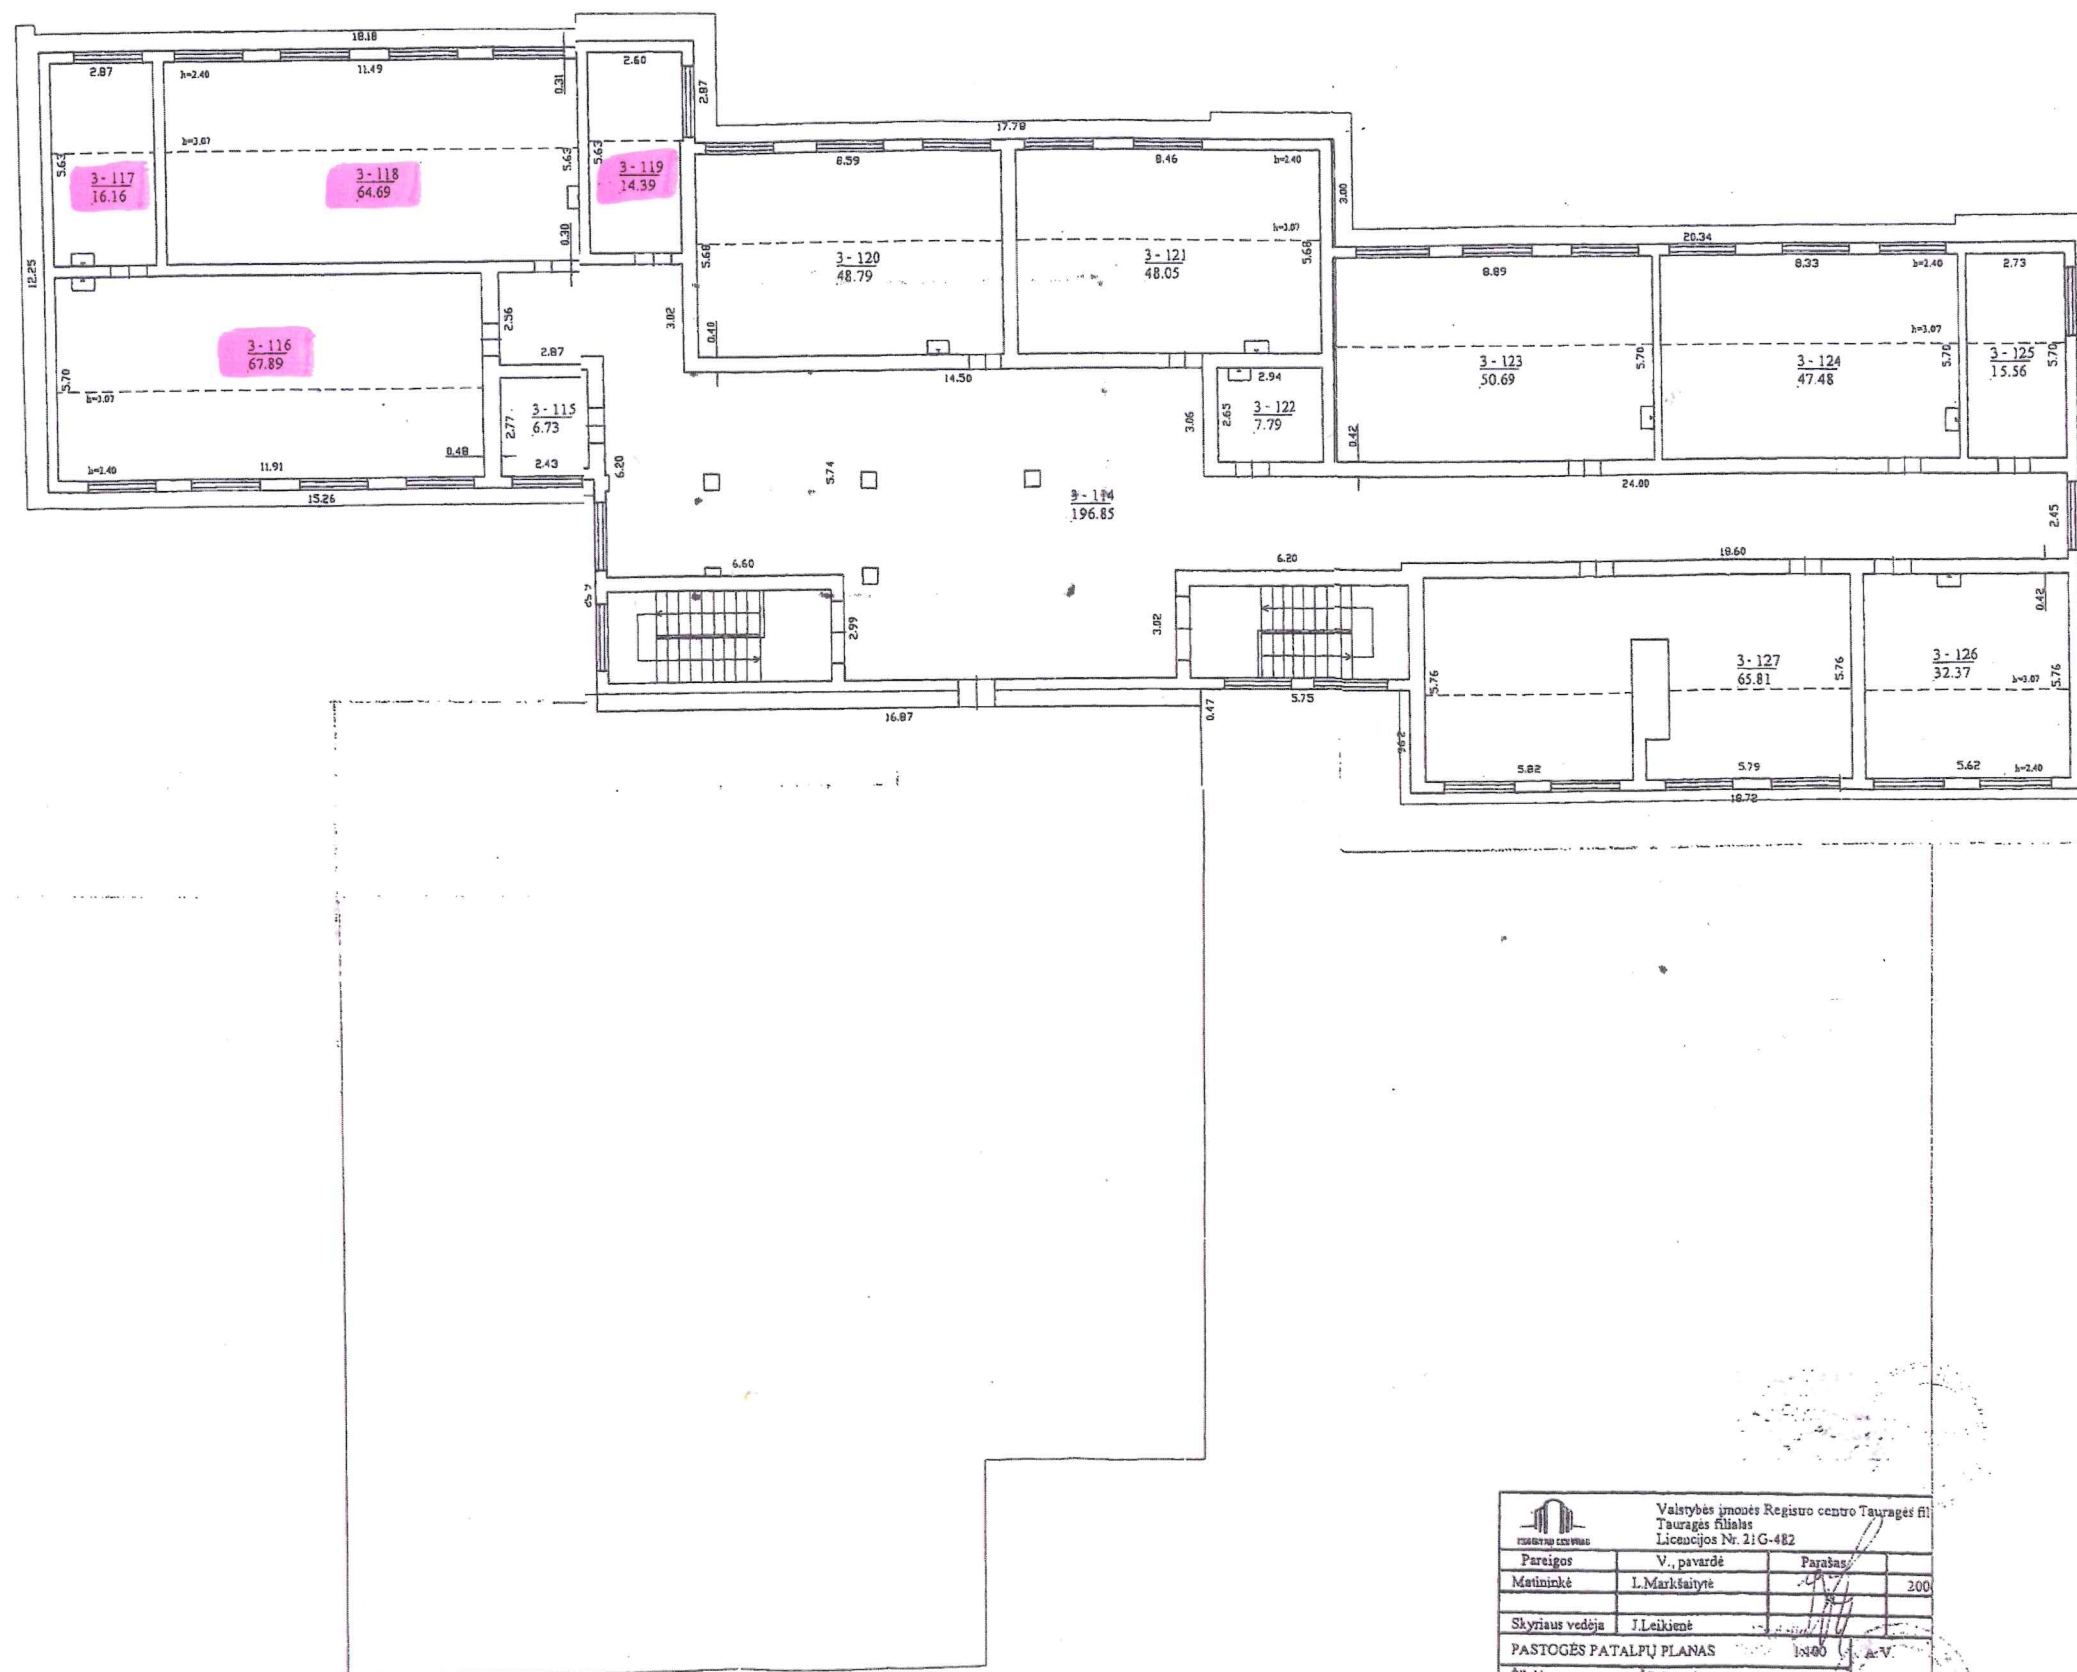 18.18
2.87
h=2.40
11.49
0.31
2.60
2.87
h=3.07
5.63
5.63
5.63
3 - 117
16.16
3 - 118
64.69
3 - 119
14.39
0.30
12.25
17.78
8.59
8.46
h=2.40
3.00
h=3.07
5.68
5.68
3 - 120
48.79
3 - 121
48.05
0.40
14.50
20.34
8.89
8.33
h=2.40
2.73
h=3.07
5.70
5.70
5.70
3 - 123
50.69
3 - 124
47.48
3 - 125
15.56
0.42
24.00
3 - 116
67.89
5.70
h=3.07
h=2.40
11.91
0.48
15.26
2.56
2.87
3.02
3 - 115
6.73
2.77
2.43
6.20
2.94
2.65
3 - 122
7.79
3.06
5.74
3 - 114
196.85
2.45
6.60
6.20
18.60
2.99
3.02
16.87
0.47
5.75
5.76
5.82
3 - 127
65.81
5.76
5.79
18.72
0.42
3 - 126
32.37
h=3.07
5.76
5.62
h=2.40
Valstybės įmonės Registro centro Tauragės fil
Tauragės filialas
Licencijos Nr. 21G-482
Pareigos V., pavardė Parašas
Matininkė L.Markšaitytė 200
Skyriaus vedėja J.Leikienė
PASTOGĖS PATALPŲ PLANAS 1:100 A.V.